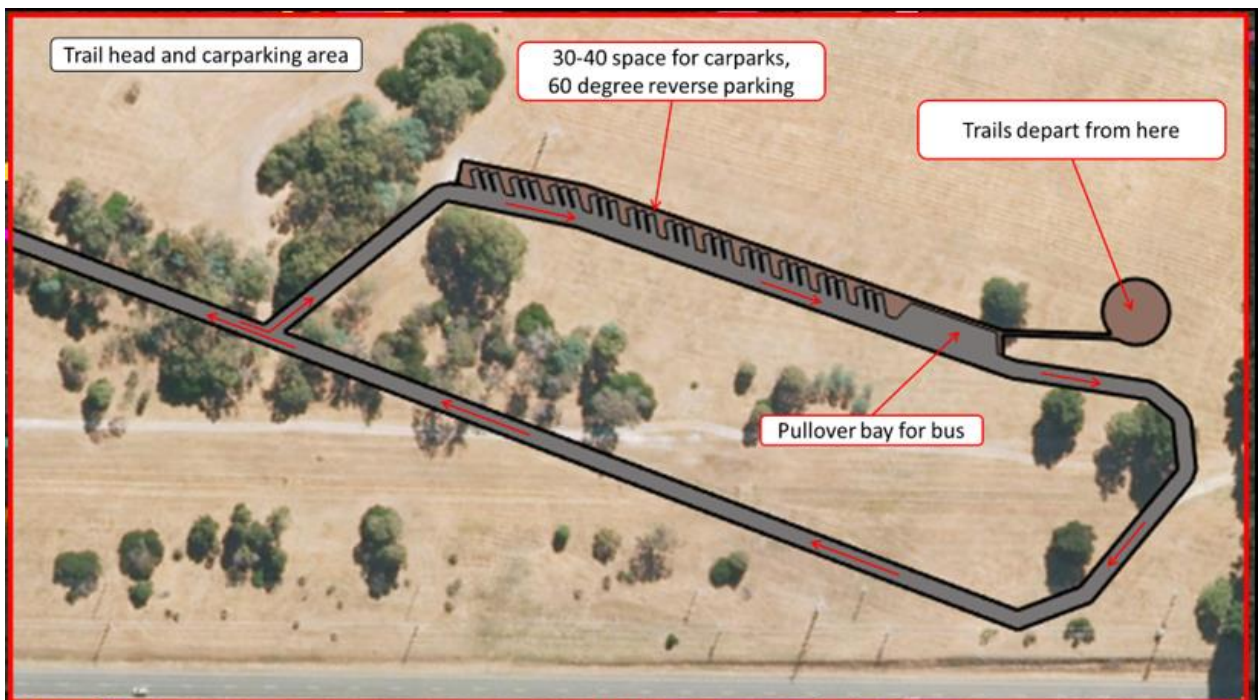 Trail head and carparking area
30-40 space for carparks,
60 degree reverse parking
Trails depart from here
Pullover bay for bus